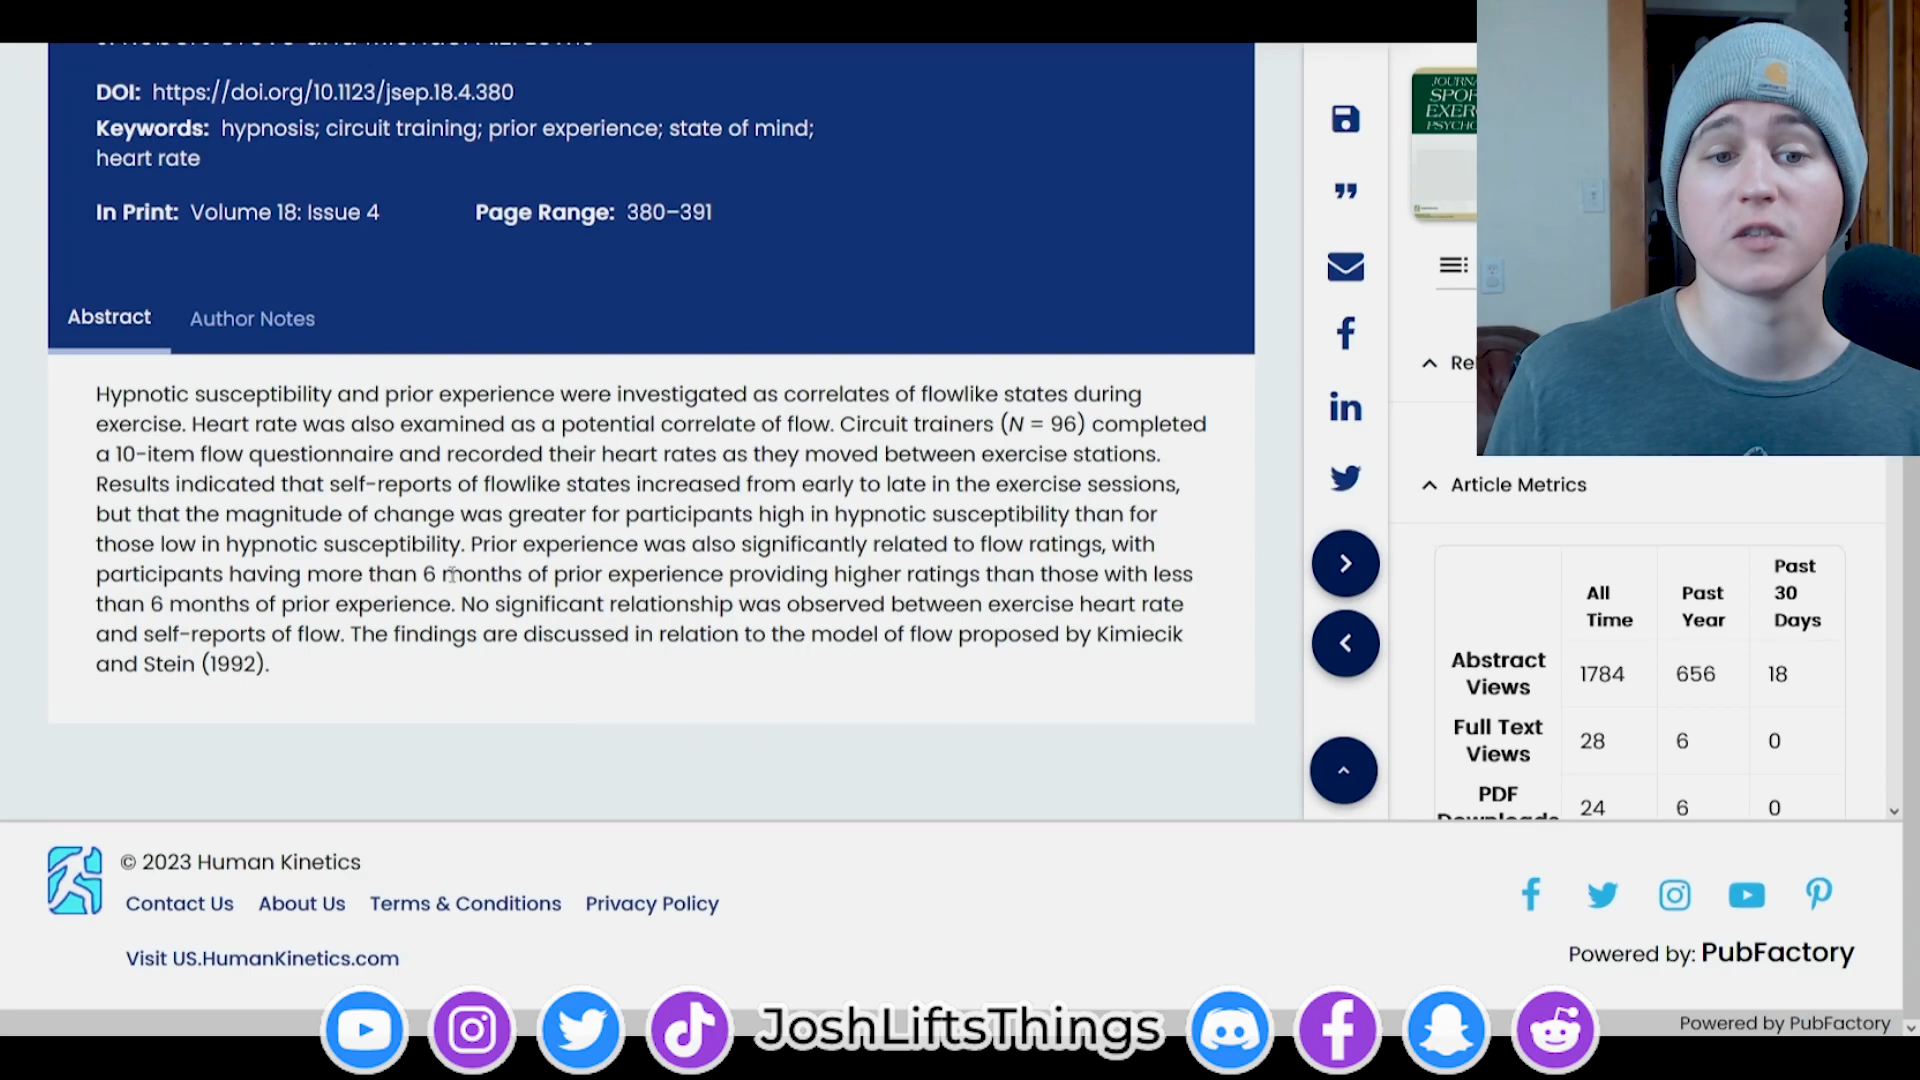 DOI: https://doi.org/10.1123/jsep.18.4.380
Keywords: hypnosis; circuit training; prior experience; state of mind;
heart rate
In Print: Volume 18: Issue 4 Page Range: 380–391
Abstract Author Notes
Hypnotic susceptibility and prior experience were investigated as correlates of flowlike states during
exercise. Heart rate was also examined as a potential correlate of flow. Circuit trainers (N = 96) completed
a 10-item flow questionnaire and recorded their heart rates as they moved between exercise stations.
Results indicated that self-reports of flowlike states increased from early to late in the exercise sessions,
but that the magnitude of change was greater for participants high in hypnotic susceptibility than for
those low in hypnotic susceptibility. Prior experience was also significantly related to flow ratings, with
participants having more than 6 months of prior experience providing higher ratings than those with less
than 6 months of prior experience. No significant relationship was observed between exercise heart rate
and self-reports of flow. The findings are discussed in relation to the model of flow proposed by Kimiecik
and Stein (1992).
Re
Article Metrics
All Time Past Year Past 30 Days
Abstract Views 1784 656 18
Full Text Views 28 6 0
PDF 24 6 0
© 2023 Human Kinetics
Contact Us About Us Terms & Conditions Privacy Policy
Visit US.HumanKinetics.com
Powered by: PubFactory
Powered by PubFactory
JoshLiftsThings